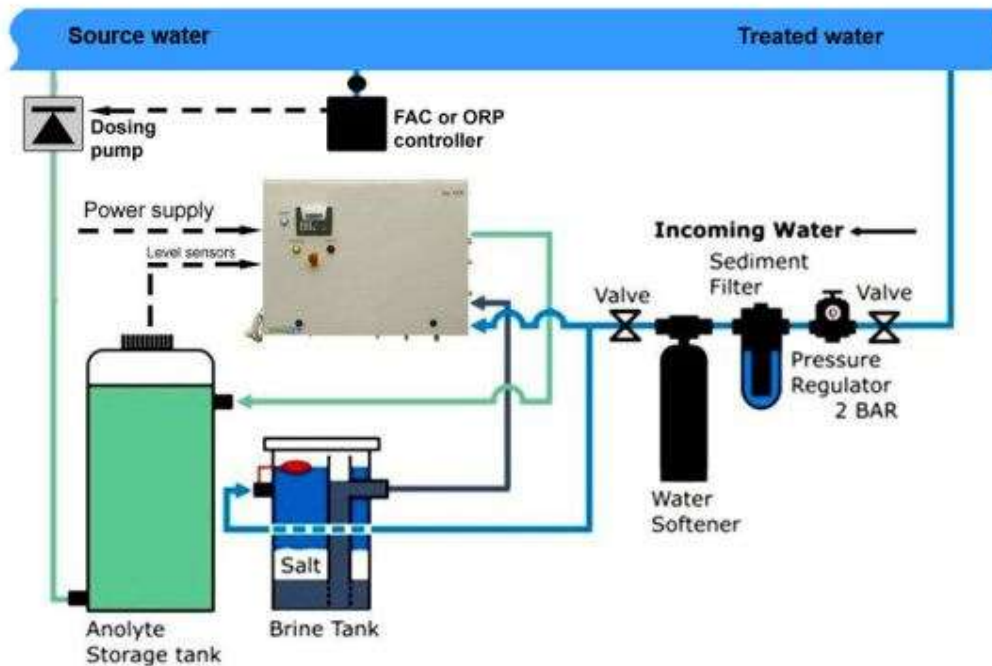 Source water
Treated water
Dosing
pump
FAC or ORP
controller
Power supply
Level sensors
Incoming Water
Sediment
Filter
Valve
Valve
Pressure
Regulator
2 BAR
Water
Softener
Salt
Brine Tank
Anolyte
Storage tank